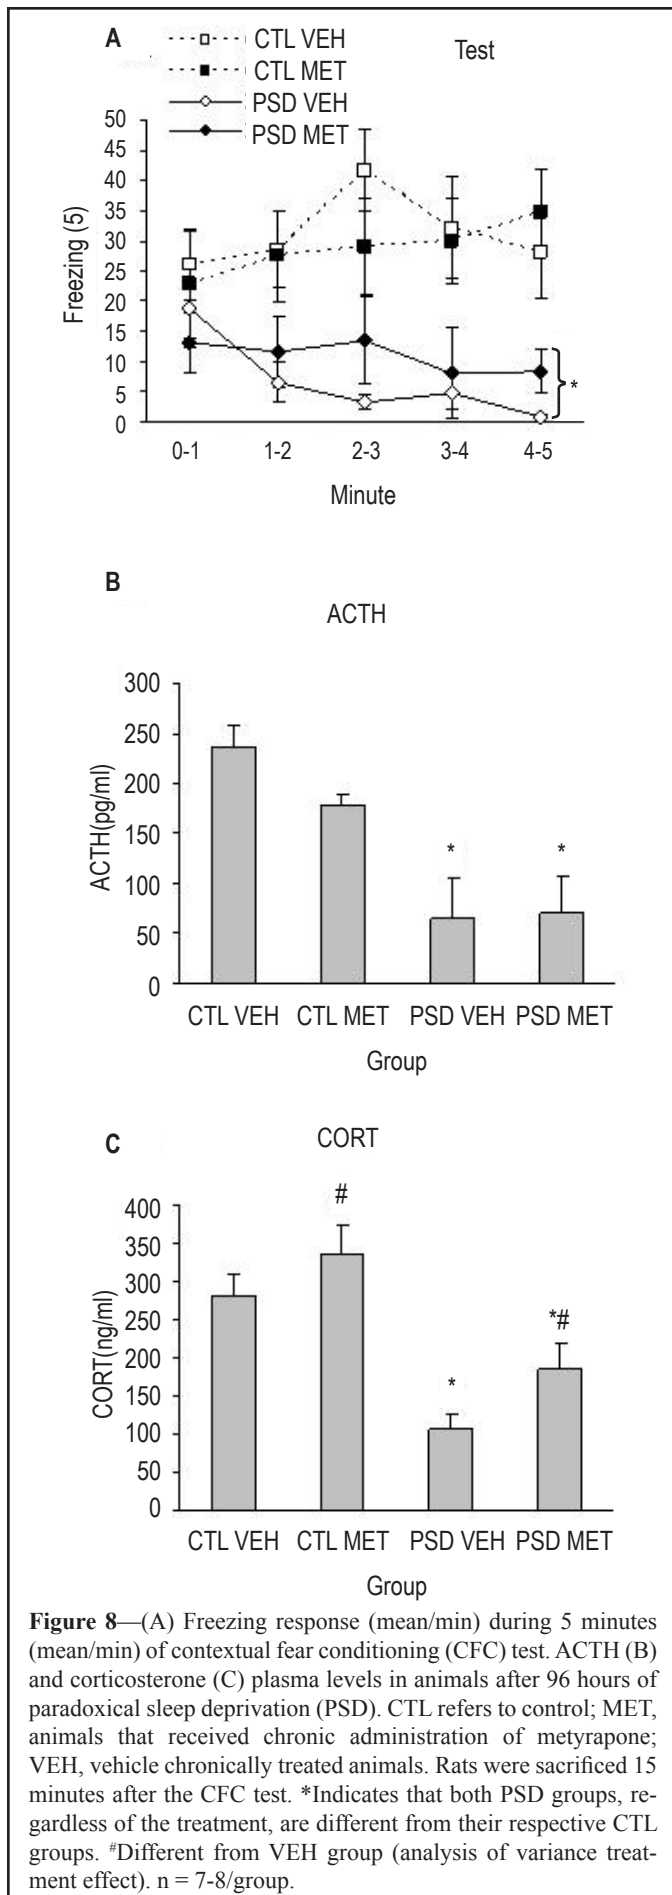 A
CTL VEH
CTL MET
PSD VEH
PSD MET
Test
50
45
40
35
30
25
20
15
10
5
0
Freezing (5)
*
0-1 1-2 2-3 3-4 4-5
Minute
B
ACTH
300
250
200
150
100
50
0
ACTH(pg/ml)
* *
CTL VEH CTL MET PSD VEH PSD MET
Group
C
CORT
400
350
300
250
200
150
100
50
0
CORT(ng/ml)
#
*
*#
CTL VEH CTL MET PSD VEH PSD MET
Group
Figure 8—(A) Freezing response (mean/min) during 5 minutes
(mean/min) of contextual fear conditioning (CFC) test. ACTH (B)
and corticosterone (C) plasma levels in animals after 96 hours of
paradoxical sleep deprivation (PSD). CTL refers to control; MET,
animals that received chronic administration of metyrapone;
VEH, vehicle chronically treated animals. Rats were sacrificed 15
minutes after the CFC test. *Indicates that both PSD groups, re-
gardless of the treatment, are different from their respective CTL
groups. #Different from VEH group (analysis of variance treat-
ment effect). n = 7-8/group.